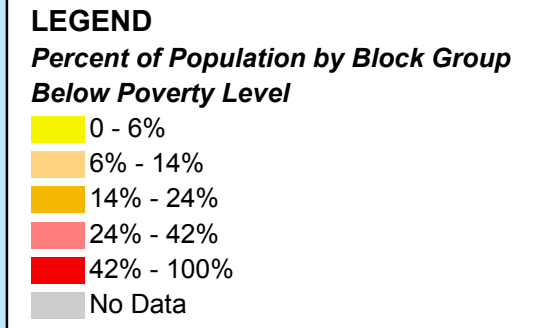 LEGEND
Percent of Population by Block Group
Below Poverty Level
0 - 6%
6% - 14%
14% - 24%
24% - 42%
42% - 100%
No Data